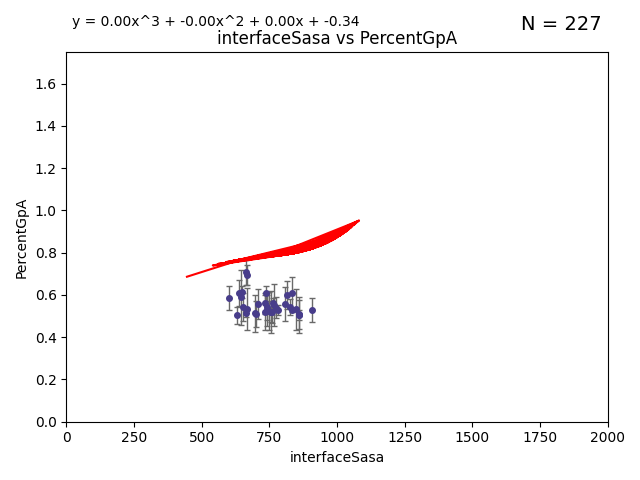 y = 0.00x^3 + -0.00x^2 + 0.00x + -0.34
N = 227
interfaceSasa vs PercentGpA
PercentGpA
1.6
1.4
1.2
1.0
0.8
0.6
0.4
0.2
0.0
0 250 500 750 1000 1250 1500 1750 2000
interfaceSasa